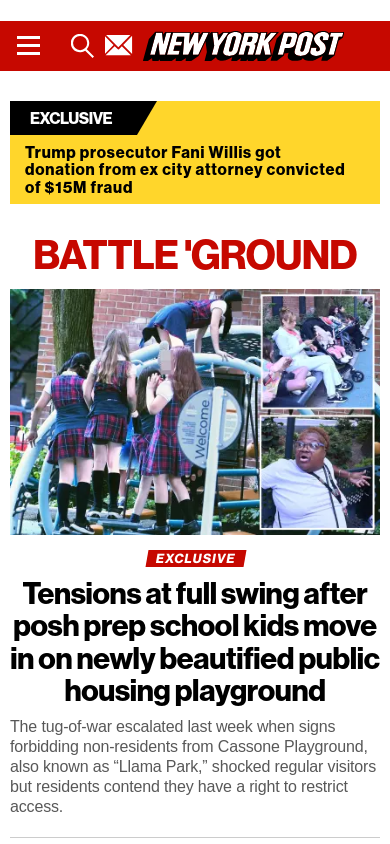 NEW YORK POST
EXCLUSIVE
Trump prosecutor Fani Willis got
donation from ex city attorney convicted
of $15M fraud
BATTLE 'GROUND
Welcome
EXCLUSIVE
Tensions at full swing after
posh prep school kids move
in on newly beautified public
housing playground
The tug-of-war escalated last week when signs
forbidding non-residents from Cassone Playground,
also known as “Llama Park,” shocked regular visitors
but residents contend they have a right to restrict
access.